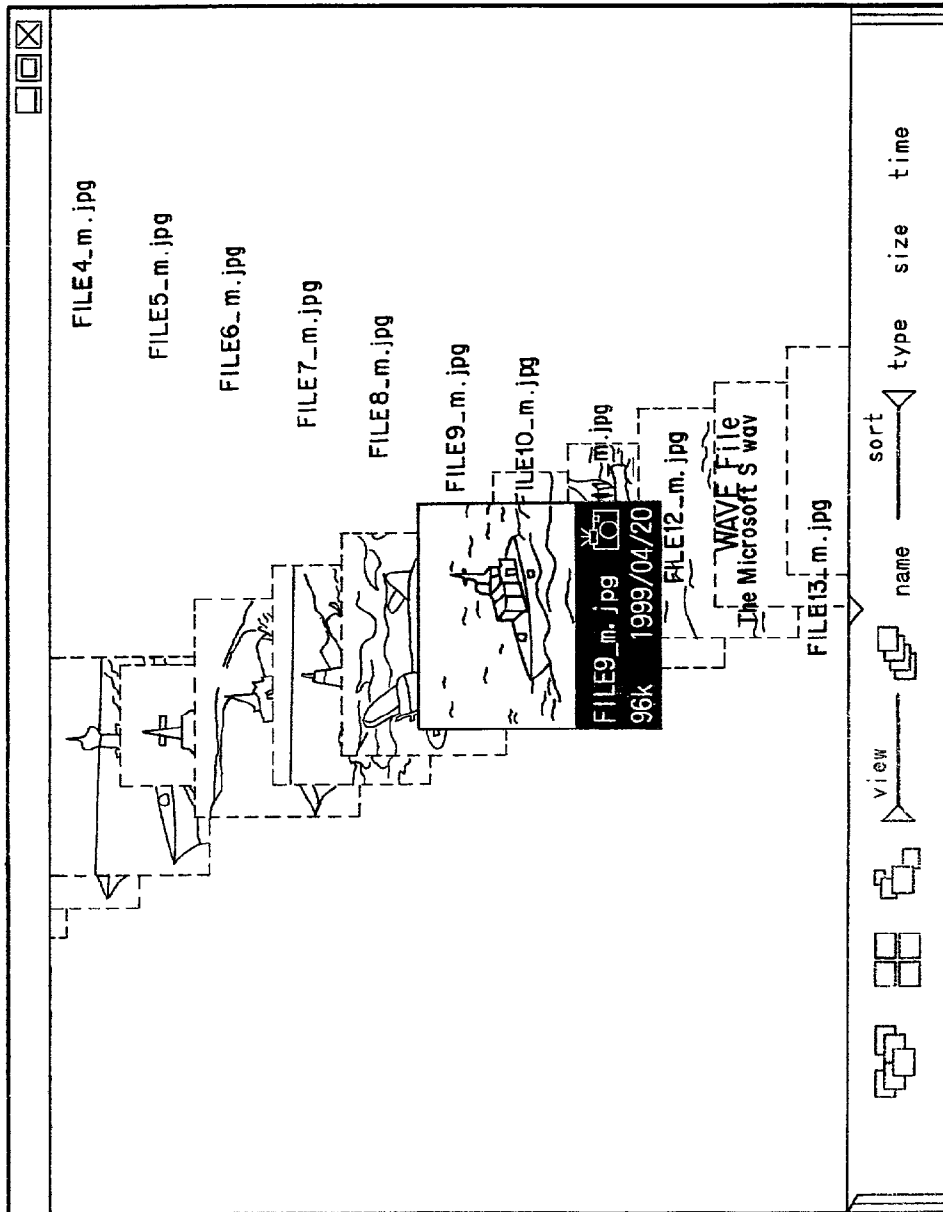 FILE4_m.jpg
FILE5_m.jpg
FILE6_m.jpg
FILE7_m.jpg
FILE8_m.jpg
FILE9_m.jpg
FILE10_m.jpg
m.jpg
FILE9_m.jpg
96k 1999/04/20
FILE12_m.jpg
WAVE File
The Microsoft S wav
FILE13_m.jpg
view name sort type size time